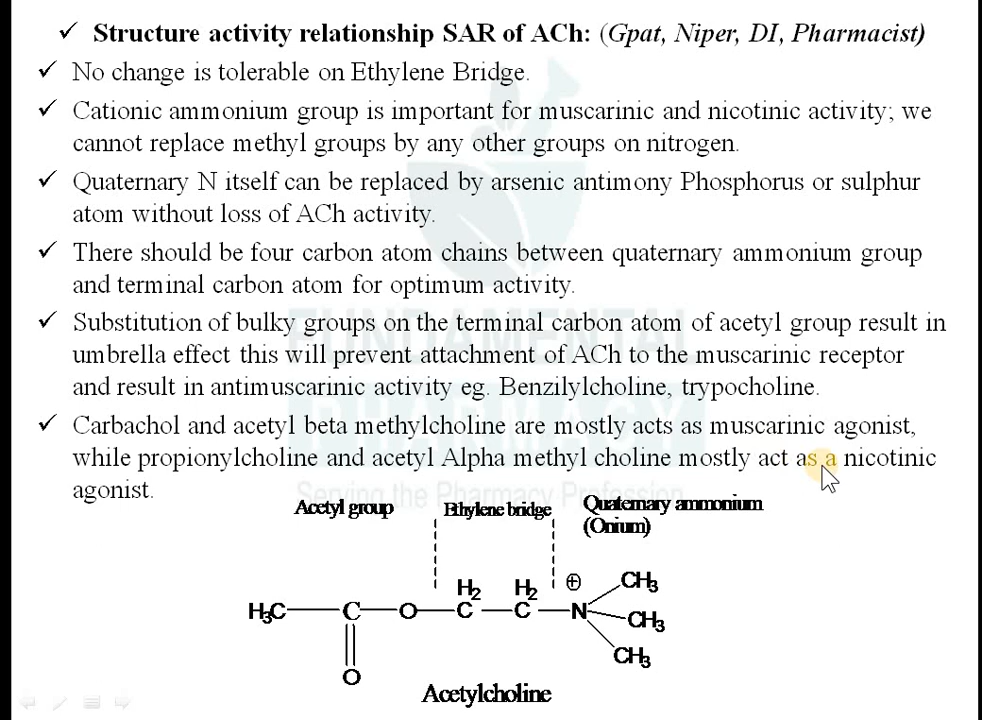 ✓ Structure activity relationship SAR of ACh: (Gpat, Niper, DI, Pharmacist)
✓ No change is tolerable on Ethylene Bridge.
✓ Cationic ammonium group is important for muscarinic and nicotinic activity; we
cannot replace methyl groups by any other groups on nitrogen.
✓ Quaternary N itself can be replaced by arsenic antimony Phosphorus or sulphur
atom without loss of ACh activity.
✓ There should be four carbon atom chains between quaternary ammonium group
and terminal carbon atom for optimum activity.
✓ Substitution of bulky groups on the terminal carbon atom of acetyl group result in
umbrella effect this will prevent attachment of ACh to the muscarinic receptor
and result in antimuscarinic activity eg. Benzilylcholine, trypocholine.
✓ Carbachol and acetyl beta methylcholine are mostly acts as muscarinic agonist,
while propionylcholine and acetyl Alpha methyl choline mostly act as a nicotinic
agonist.
FUNDAMENTAL
PHARMACY
Serving the Pharmacy Profession
Acetyl group Ethylene bridge Quaternary ammonium
(Onium)
H2 H2 ⊕ CH3
H3C C O C C N CH3
CH3
O
Acetylcholine